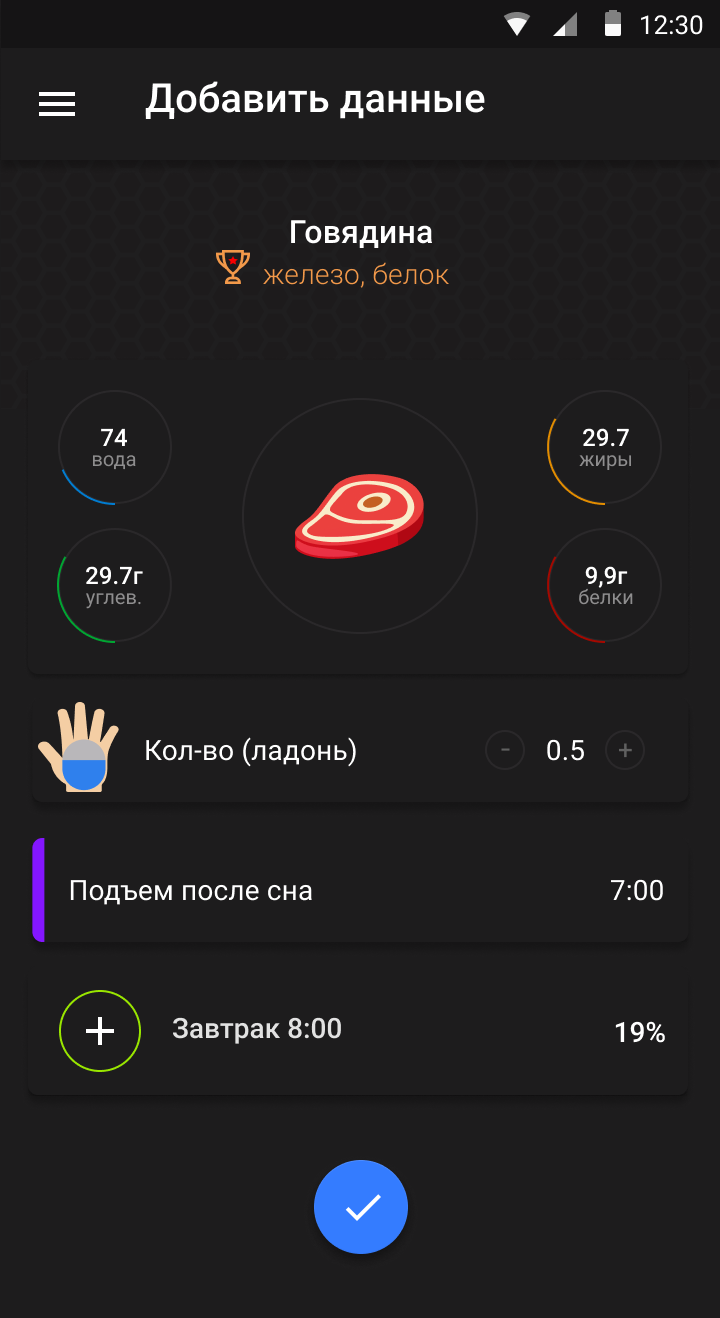 12:30
Добавить данные
Говядина
железо, белок
74
вода
29.7
жиры
29.7г
углев.
9,9г
белки
Кол-во (ладонь) - 0.5 +
Подъем после сна 7:00
+ Завтрак 8:00 19%